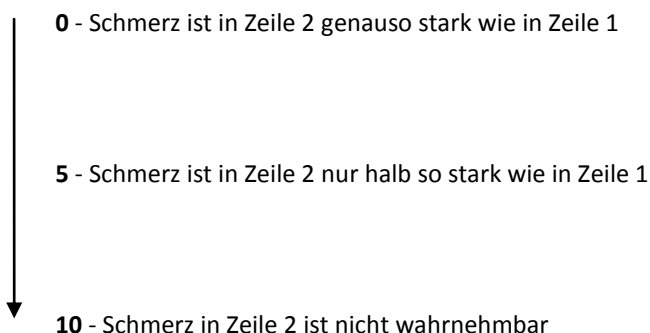 0 - Schmerz ist in Zeile 2 genauso stark wie in Zeile 1
5 - Schmerz ist in Zeile 2 nur halb so stark wie in Zeile 1
10 - Schmerz in Zeile 2 ist nicht wahrnehmbar